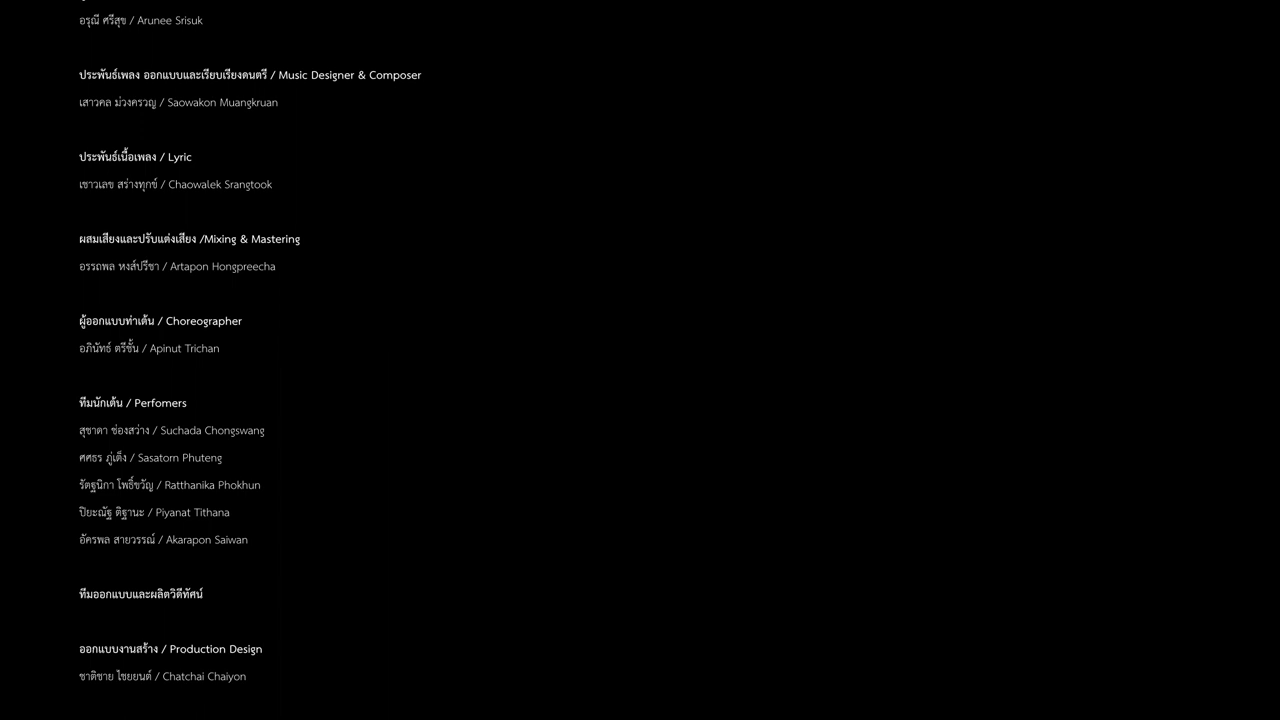 อรุณี ศรีสุข / Arunee Srisuk
ประพันธ์เพลง ออกแบบและเรียบเรียงดนตรี / Music Designer & Composer
เสาวคล ม่วงครวญ / Saowakon Muangkruan
ประพันธ์เนื้อเพลง / Lyric
เชาวเลข สร่างทุกข์ / Chaowalek Srangtook
ผสมเสียงและปรับแต่งเสียง /Mixing & Mastering
อรรถพล หงส์ปรีชา / Artapon Hongpreecha
ผู้ออกแบบท่าเต้น / Choreographer
อภินัทธ์ ตรีชั้น / Apinut Trichan
ทีมนักเต้น / Perfomers
สุชาดา ช่องสว่าง / Suchada Chongswang
ศศธร ภู่เต็ง / Sasatorn Phuteng
รัตฐนิกา โพธิ์ขวัญ / Ratthanika Phokhun
ปิยะณัฐ ติฐานะ / Piyanat Tithana
อัครพล สายวรรณ์ / Akarapon Saiwan
ทีมออกแบบและผลิตวิดีทัศน์
ออกแบบงานสร้าง / Production Design
ชาติชาย ไชยยนต์ / Chatchai Chaiyon